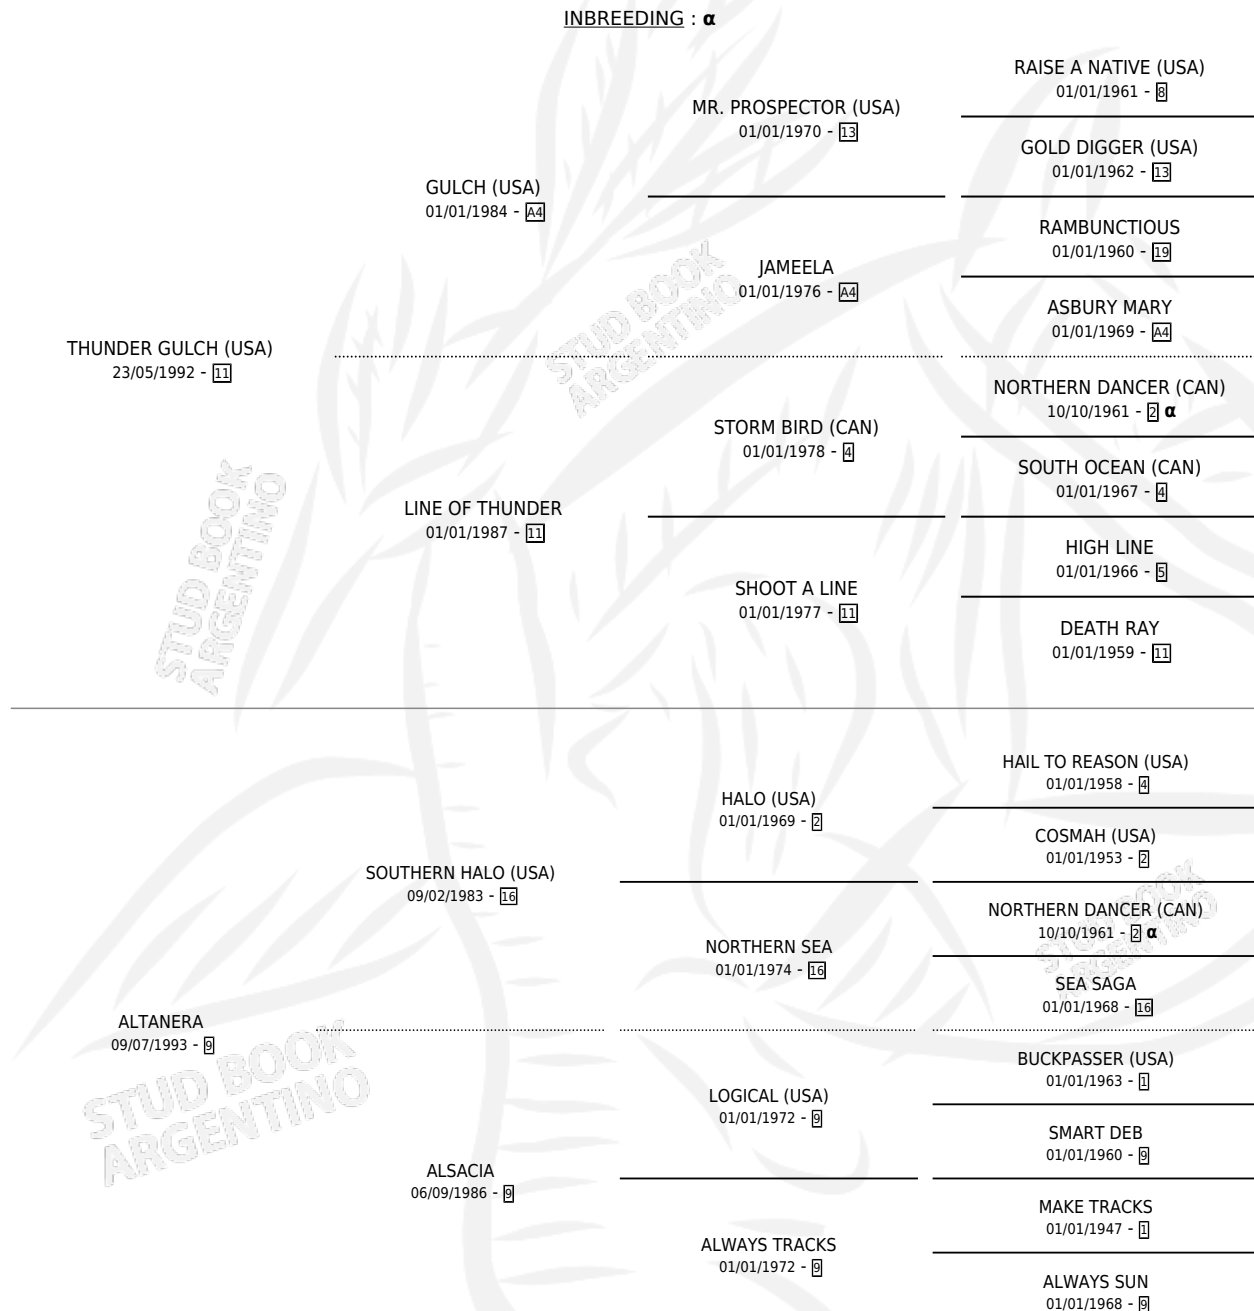 INBREEDING : α
RAISE A NATIVE (USA)
01/01/1961 - 8
MR. PROSPECTOR (USA)
01/01/1970 - 13
GOLD DIGGER (USA)
01/01/1962 - 13
GULCH (USA)
01/01/1984 - A4
RAMBUNCTIOUS
01/01/1960 - 19
JAMEELA
01/01/1976 - A4
ASBURY MARY
01/01/1969 - A4
THUNDER GULCH (USA)
23/05/1992 - 11
NORTHERN DANCER (CAN)
10/10/1961 - 2 α
STORM BIRD (CAN)
01/01/1978 - 4
SOUTH OCEAN (CAN)
01/01/1967 - 4
LINE OF THUNDER
01/01/1987 - 11
HIGH LINE
01/01/1966 - 5
SHOOT A LINE
01/01/1977 - 11
DEATH RAY
01/01/1959 - 11
HAIL TO REASON (USA)
01/01/1958 - 4
HALO (USA)
01/01/1969 - 2
COSMAH (USA)
01/01/1953 - 2
SOUTHERN HALO (USA)
09/02/1983 - 16
NORTHERN DANCER (CAN)
10/10/1961 - 2 α
NORTHERN SEA
01/01/1974 - 16
SEA SAGA
01/01/1968 - 16
ALTANERA
09/07/1993 - 9
BUCKPASSER (USA)
01/01/1963 - 1
LOGICAL (USA)
01/01/1972 - 9
SMART DEB
01/01/1960 - 9
ALSACIA
06/09/1986 - 9
MAKE TRACKS
01/01/1947 - 1
ALWAYS TRACKS
01/01/1972 - 9
ALWAYS SUN
01/01/1968 - 9
STUD BOOK
ARGENTINO
STUD BOOK
ARGENTINO
STUD BOOK
ARGENTINO
STUD BOOK
ARGENTINO